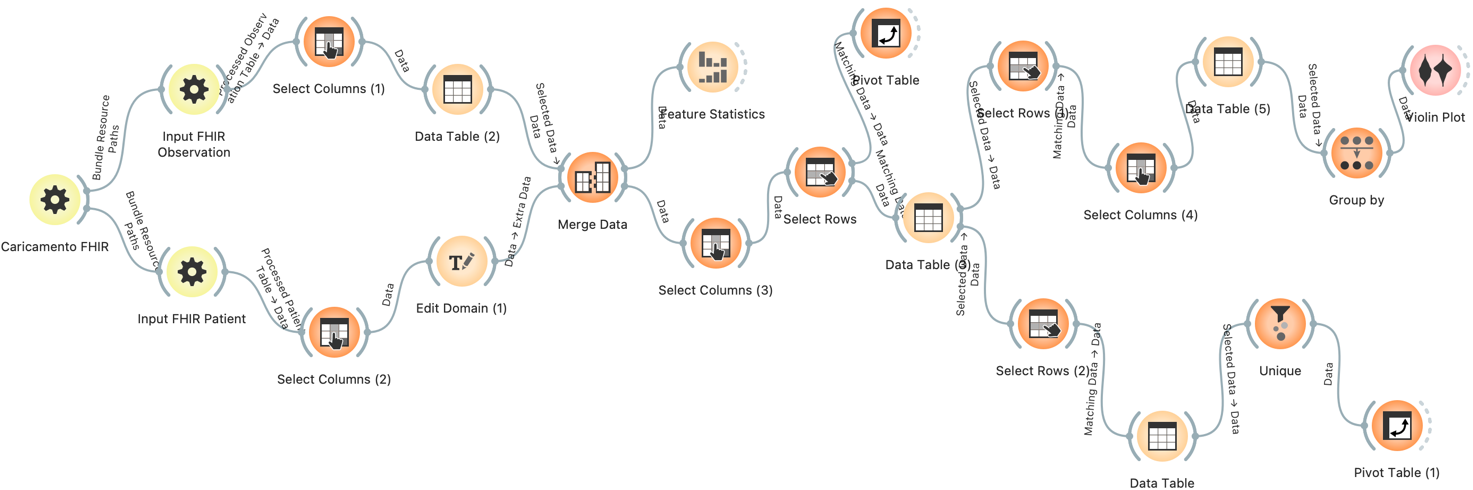 Caricamento FHIR
Bundle Resource
Paths
Bundle Resource
Paths
Input FHIR
Observation
Input FHIR Patient
Processed Observ
ation Table → Data
Processed Patien
Table → Data
Select Columns (1)
Select Columns (2)
Data
Data
Data Table (2)
Edit Domain (1)
Selected Data →
Data
Data → Extra Data
Merge Data
Data
Data
Feature Statistics
Select Columns (3)
Data
Select Rows
Matching Data → Data
Matching Data
Data
Pivot Table
Data Table (3)
Selected Data → Data
Selected Data →
Data
Select Rows (1)
Matching Data →
Data
Select Columns (4)
Data
Data Table (5)
Selected Data →
Data
Group by
Data
Violin Plot
Select Rows (2)
Matching Data → Data
Data Table
Selected Data → Data
Unique
Data
Pivot Table (1)